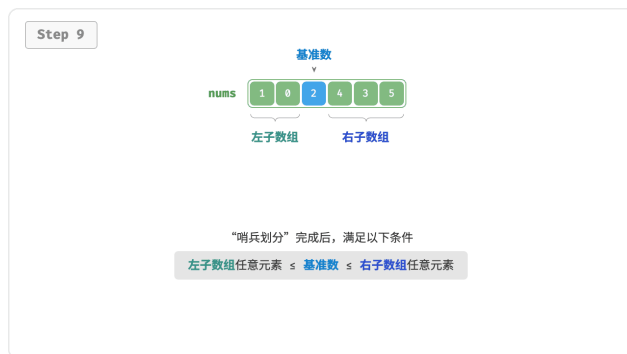 Step 9
基准数
nums 1 0 2 4 3 5
左子数组 右子数组
“哨兵划分”完成后，满足以下条件
左子数组任意元素 ≤ 基准数 ≤ 右子数组任意元素